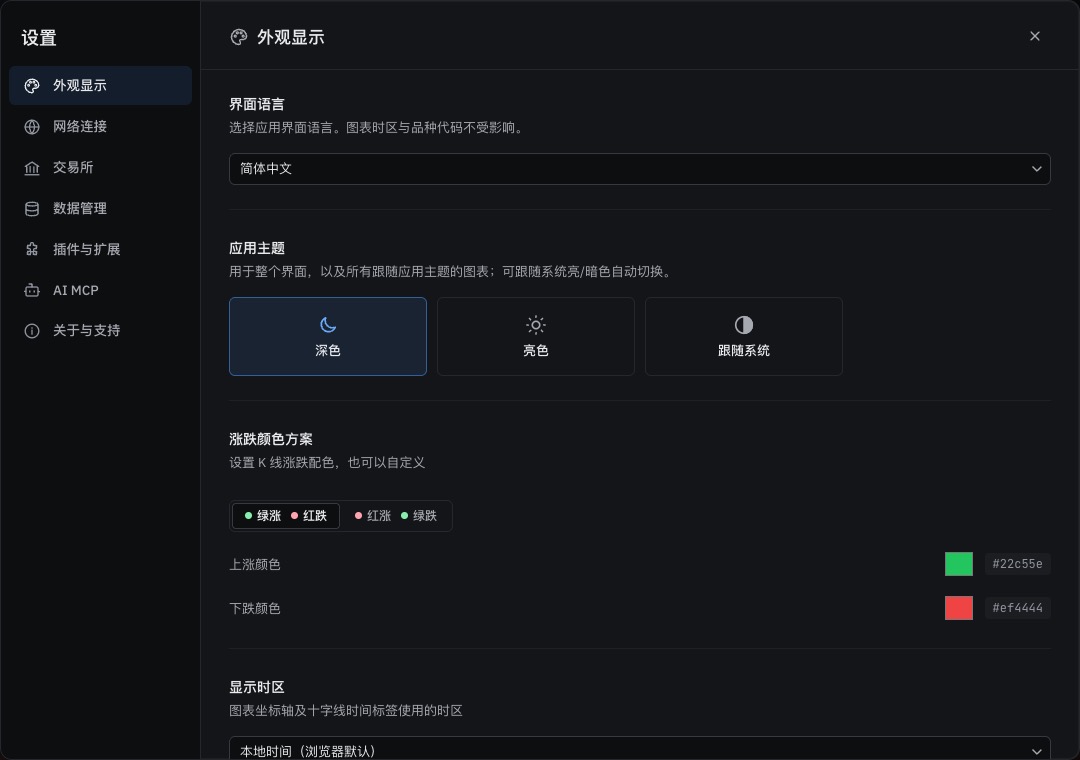 设置
外观显示
网络连接
交易所
数据管理
插件与扩展
AI MCP
关于与支持
外观显示
界面语言
选择应用界面语言。图表时区与品种代码不受影响。
简体中文
应用主题
用于整个界面，以及所有跟随应用主题的图表；可跟随系统亮/暗色自动切换。
深色
亮色
跟随系统
涨跌颜色方案
设置 K 线涨跌配色，也可以自定义
绿涨 红跌 红涨 绿跌
上涨颜色 #22c55e
下跌颜色 #ef4444
显示时区
图表坐标轴及十字线时间标签使用的时区
本地时间（浏览器默认）